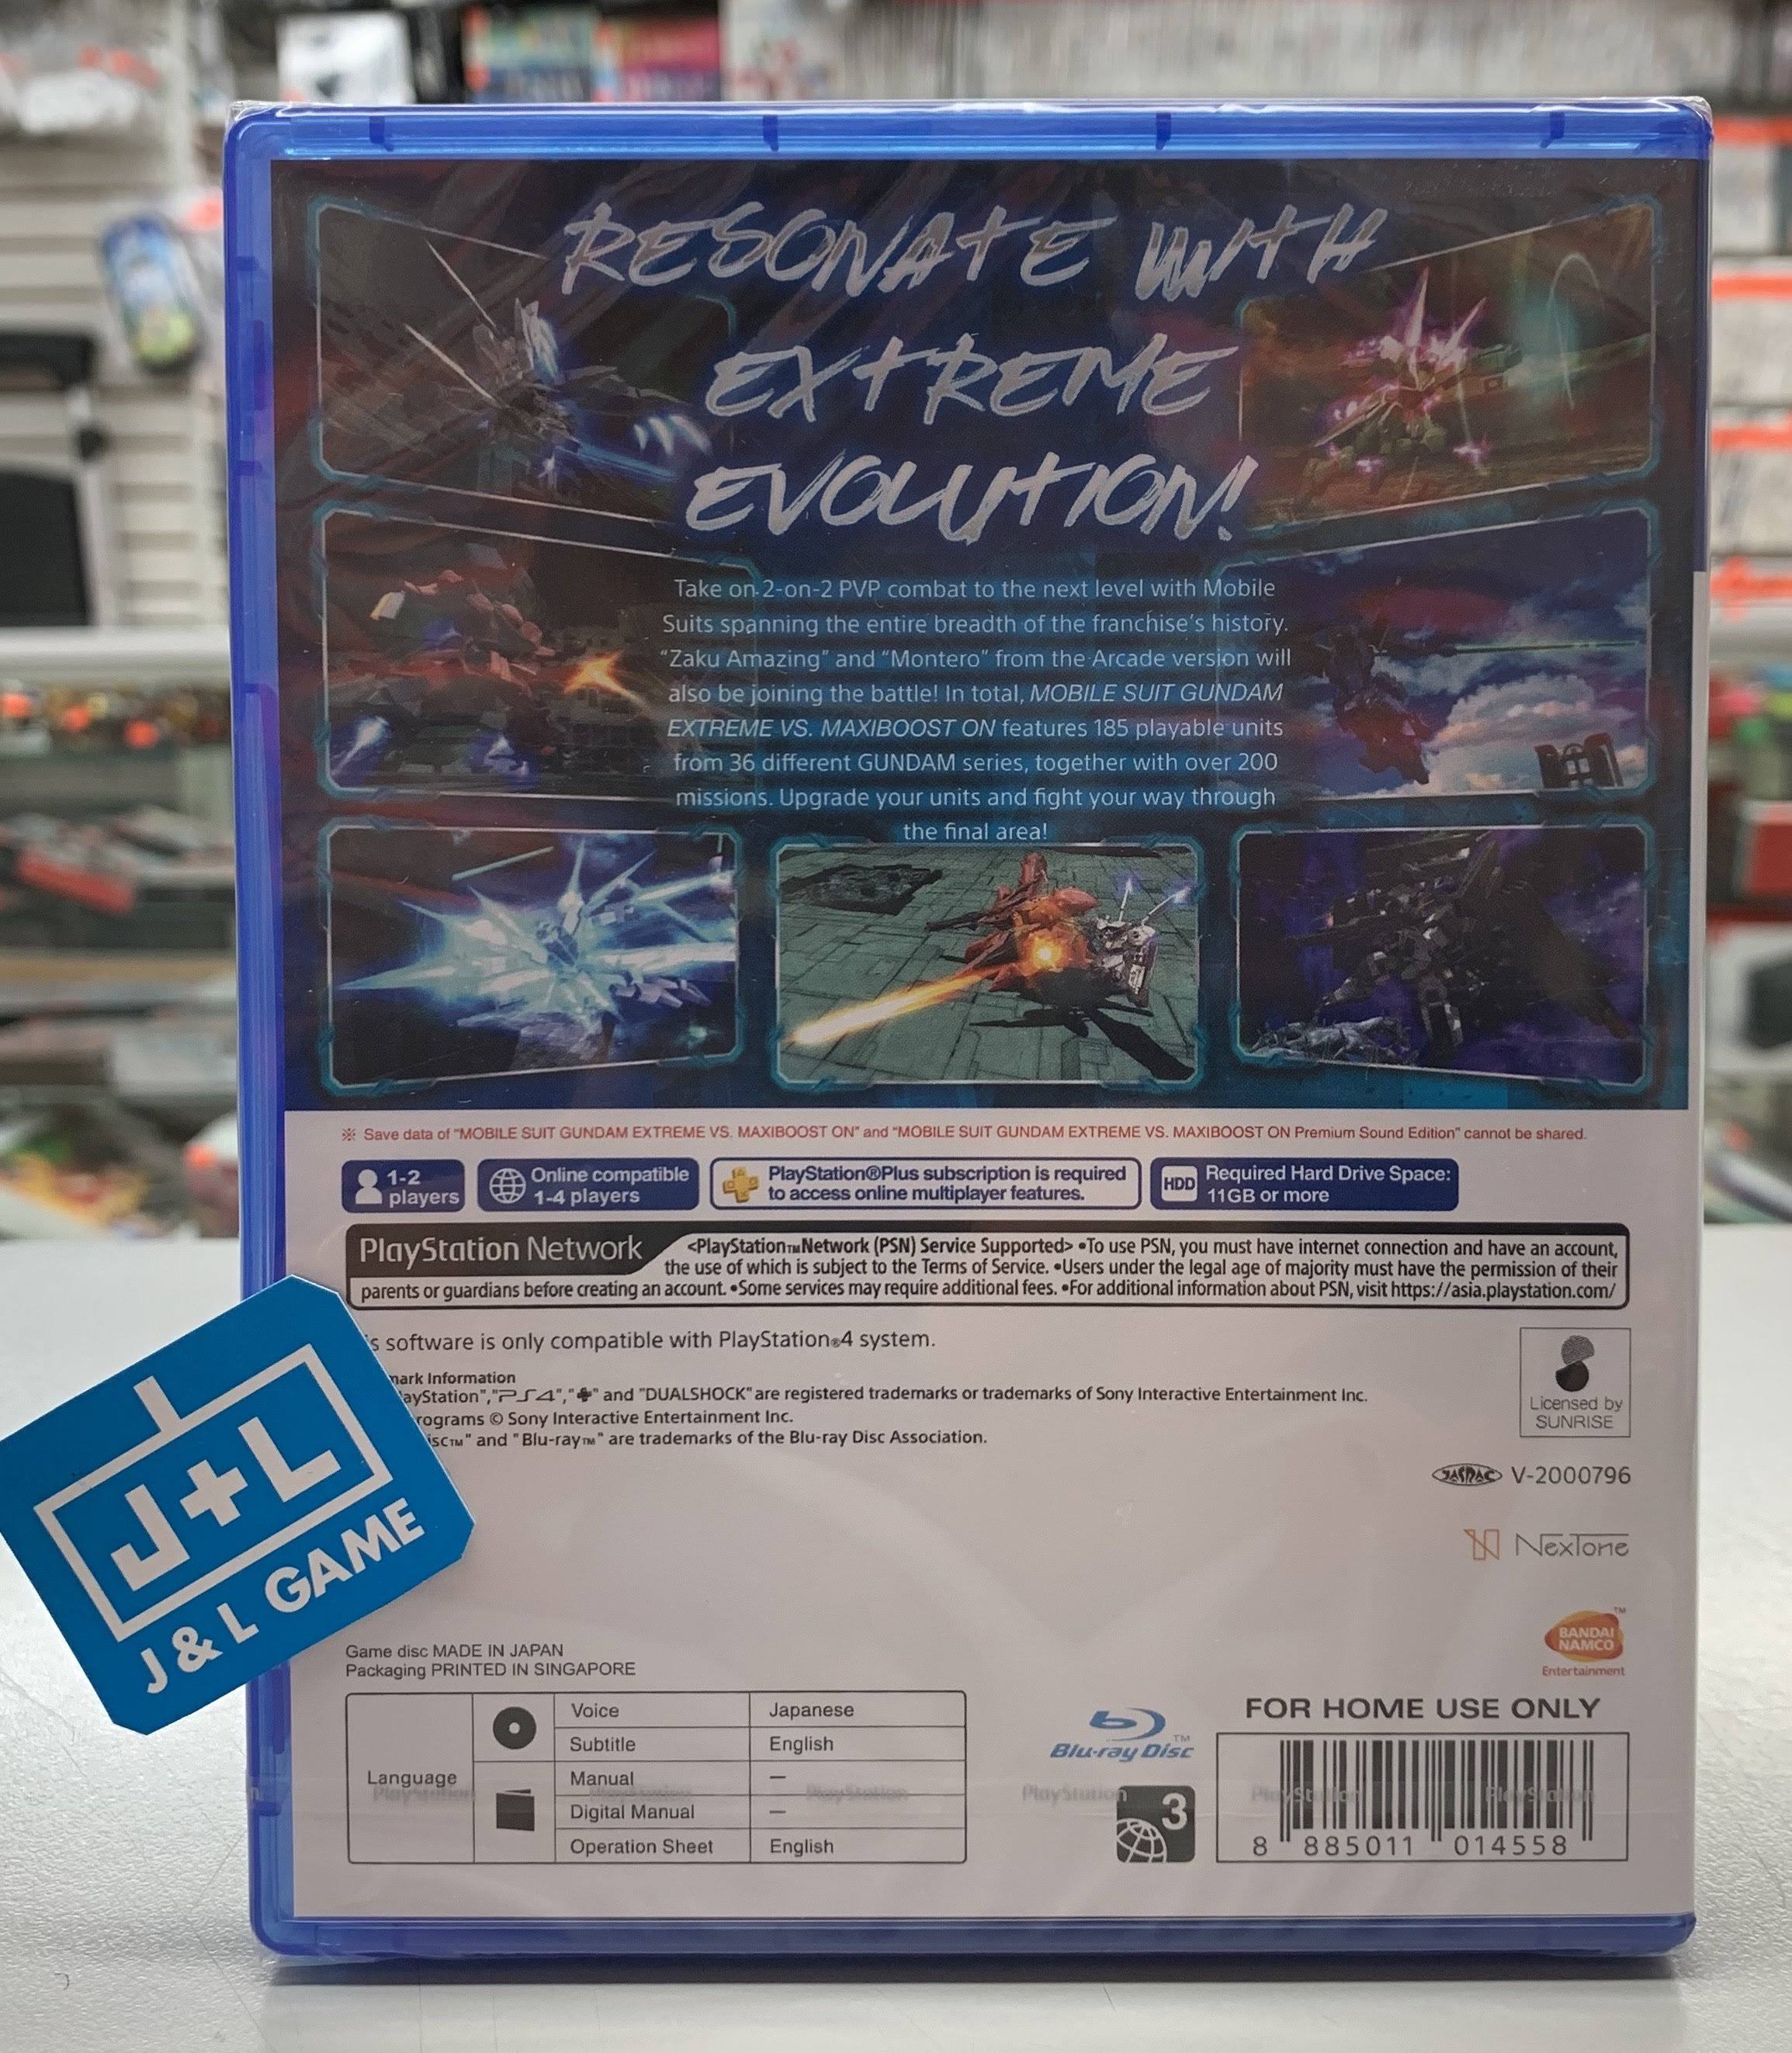 RESONATE WITH
EXTREME
EVOLUTION!
Take on 2-on-2 PVP combat to the next level with Mobile
Suits spanning the entire breadth of the franchise's history.
"Zaku Amazing" and "Montero" from the Arcade version will
also be joining the battle! In total, MOBILE SUIT GUNDAM
EXTREME VS. MAXIBOOST ON features 185 playable units
from 36 different GUNDAM series, together with over 200
missions. Upgrade your units and fight your way through
the final area!
※ Save data of "MOBILE SUIT GUNDAM EXTREME VS. MAXIBOOST ON" and "MOBILE SUIT GUNDAM EXTREME VS. MAXIBOOST ON Premium Sound Edition" cannot be shared.
1-2
players
Online compatible
1-4 players
PlayStation®Plus subscription is required
to access online multiplayer features.
HDD
Required Hard Drive Space:
11GB or more
PlayStation Network
<PlayStation™Network (PSN) Service Supported> •To use PSN, you must have internet connection and have an account,
the use of which is subject to the Terms of Service. •Users under the legal age of majority must have the permission of their
parents or guardians before creating an account. •Some services may require additional fees. •For additional information about PSN, visit https://asia.playstation.com/
s software is only compatible with PlayStation®4 system.
mark Information
ayStation", "PS4", "" and "DUALSHOCK" are registered trademarks or trademarks of Sony Interactive Entertainment Inc.
rograms © Sony Interactive Entertainment Inc.
isc™" and "Blu-ray™" are trademarks of the Blu-ray Disc Association.
Licensed by
SUNRISE
JASRAC V-2000796
NexTone
J+L
J&L GAME
BANDAI
NAMCO
™
Entertainment
Game disc MADE IN JAPAN
Packaging PRINTED IN SINGAPORE
Language
Voice Japanese
Subtitle English
Manual —
Digital Manual —
Operation Sheet English
Blu-ray Disc™
3
FOR HOME USE ONLY
8 885011 014558
PlayStation PlayStation PlayStation PlayStation PlayStation PlayStation